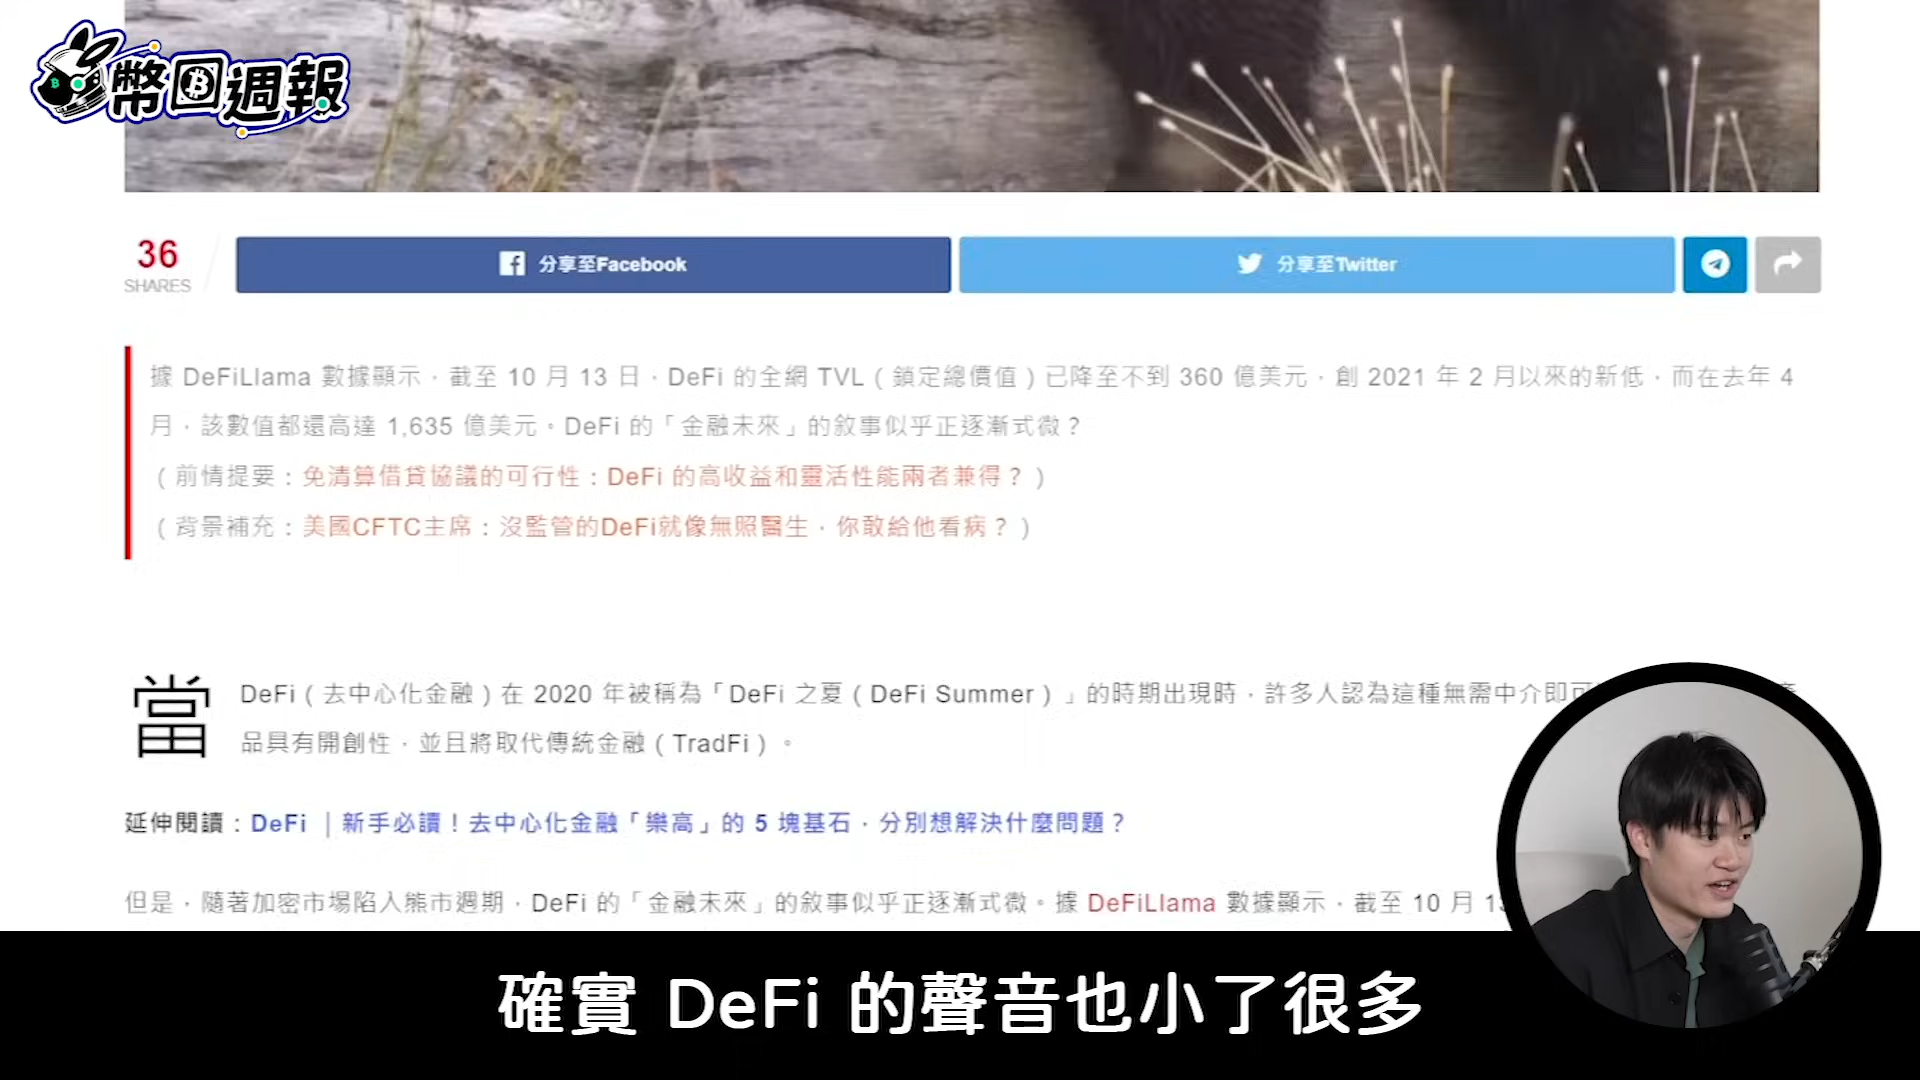 幣回週報
36
SHARES
分享至Facebook
分享至Twitter
據 DeFiLlama 數據顯示，截至 10 月 13 日，DeFi 的全網 TVL（鎖定總價值）已降至不到 360 億美元，創 2021 年 2 月以來的新低，而在去年 4
月，該數值都還高達 1,635 億美元。DeFi 的「金融未來」的敘事似乎正逐漸式微？
（前情提要：免清算借貸協議的可行性：DeFi 的高收益和靈活性能兩者兼得？）
（背景補充：美國CFTC主席：沒監管的DeFi就像無照醫生，你敢給他看病？）
當 DeFi（去中心化金融）在 2020 年被稱為「DeFi 之夏（DeFi Summer）」的時期出現時，許多人認為這種無需中介即可
品具有開創性，並且將取代傳統金融（TradFi）。
延伸閱讀：DeFi ｜新手必讀！去中心化金融「樂高」的 5 塊基石，分別想解決什麼問題？
但是，隨著加密市場陷入熊市週期，DeFi 的「金融未來」的敘事似乎正逐漸式微。據 DeFiLlama 數據顯示，截至 10 月
確實 DeFi 的聲音也小了很多